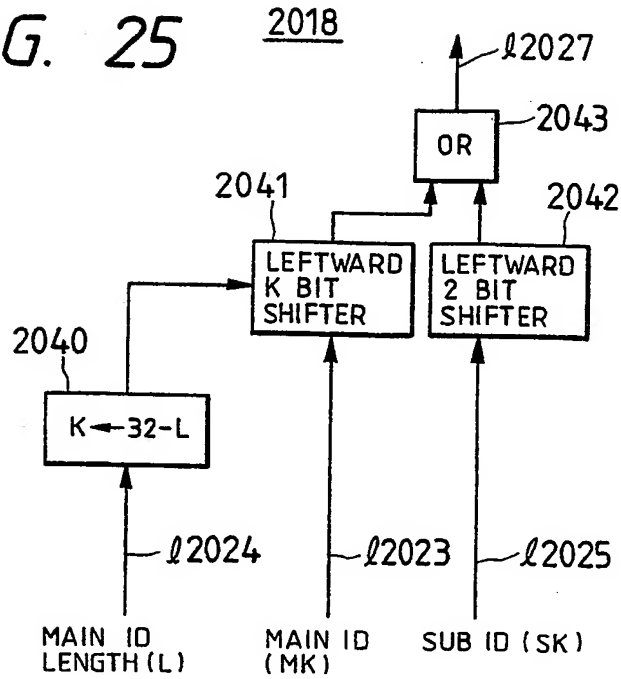 G. 25
2018
ℓ2027
OR
2043
2041
2042
LEFTWARD
K BIT
SHIFTER
LEFTWARD
2 BIT
SHIFTER
2040
K←32-L
ℓ2024
ℓ2023
ℓ2025
MAIN ID
LENGTH (L)
MAIN ID
(MK)
SUB ID (SK)